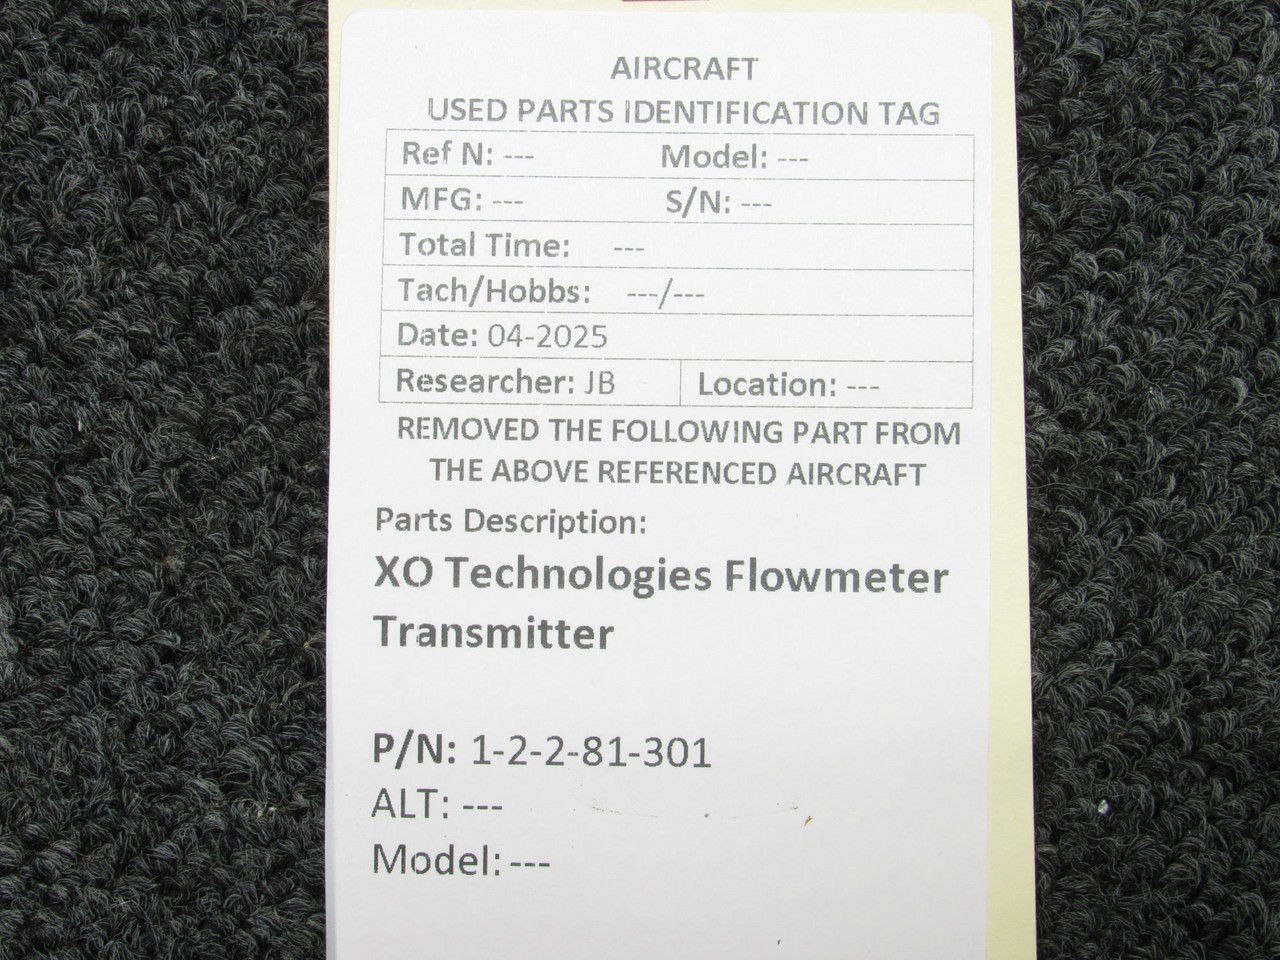 AIRCRAFT
USED PARTS IDENTIFICATION TAG
Ref N: --- Model: ---
MFG: --- S/N: ---
Total Time: ---
Tach/Hobbs: ---/---
Date: 04-2025
Researcher: JB Location: ---
REMOVED THE FOLLOWING PART FROM
THE ABOVE REFERENCED AIRCRAFT
Parts Description:
XO Technologies Flowmeter
Transmitter
P/N: 1-2-2-81-301
ALT: ---
Model: ---